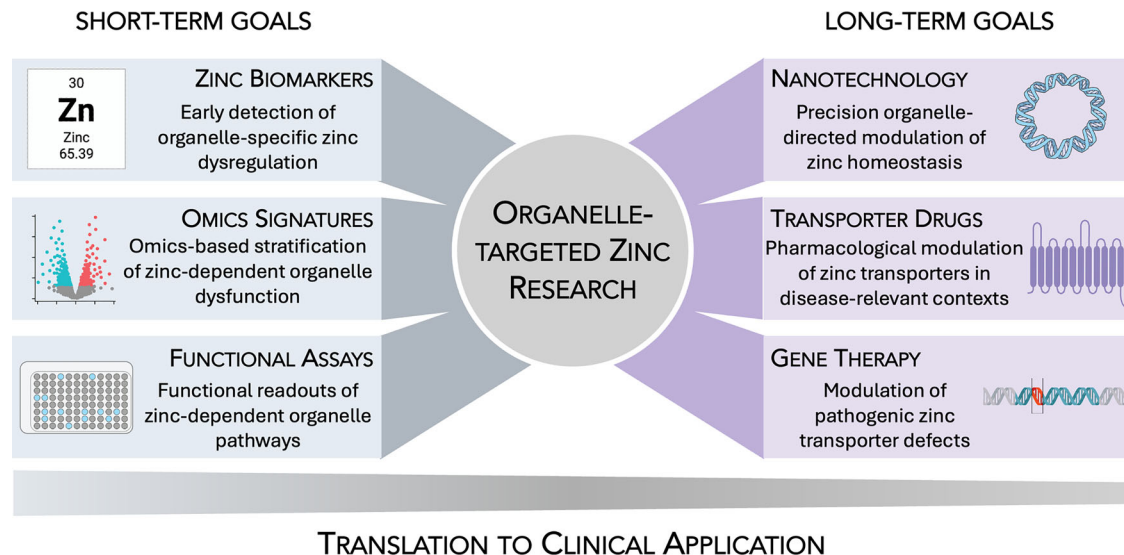 SHORT-TERM GOALS
30
Zn
Zinc
65.39
ZINC BIOMARKERS
Early detection of
organelle-specific zinc
dysregulation
OMICS SIGNATURES
Omics-based stratification
of zinc-dependent organelle
dysfunction
FUNCTIONAL ASSAYS
Functional readouts of
zinc-dependent organelle
pathways
ORGANELLE-
TARGETED ZINC
RESEARCH
LONG-TERM GOALS
NANOTECHNOLOGY
Precision organelle-
directed modulation of
zinc homeostasis
TRANSPORTER DRUGS
Pharmacological modulation
of zinc transporters in
disease-relevant contexts
GENE THERAPY
Modulation of
pathogenic zinc
transporter defects
TRANSLATION TO CLINICAL APPLICATION